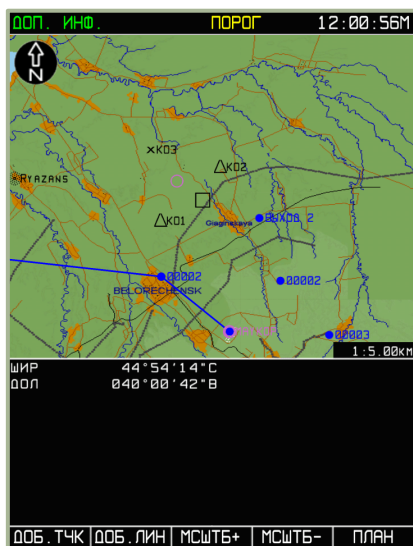 ДОП. ИНФ. ПОРОГ 12:00:56М
N
КО3
КО2
RYAZANS
КО1
Giaginskaya
ВЫХОД 2
00002
00002
BELORECHENSK
00003
1:5.00км
ШИР 44°54'14"С
ДОЛ 040°00'42"В
ДОБ.ТЧК ДОБ.ЛИН МСШТБ+ МСШТБ- ПЛАН